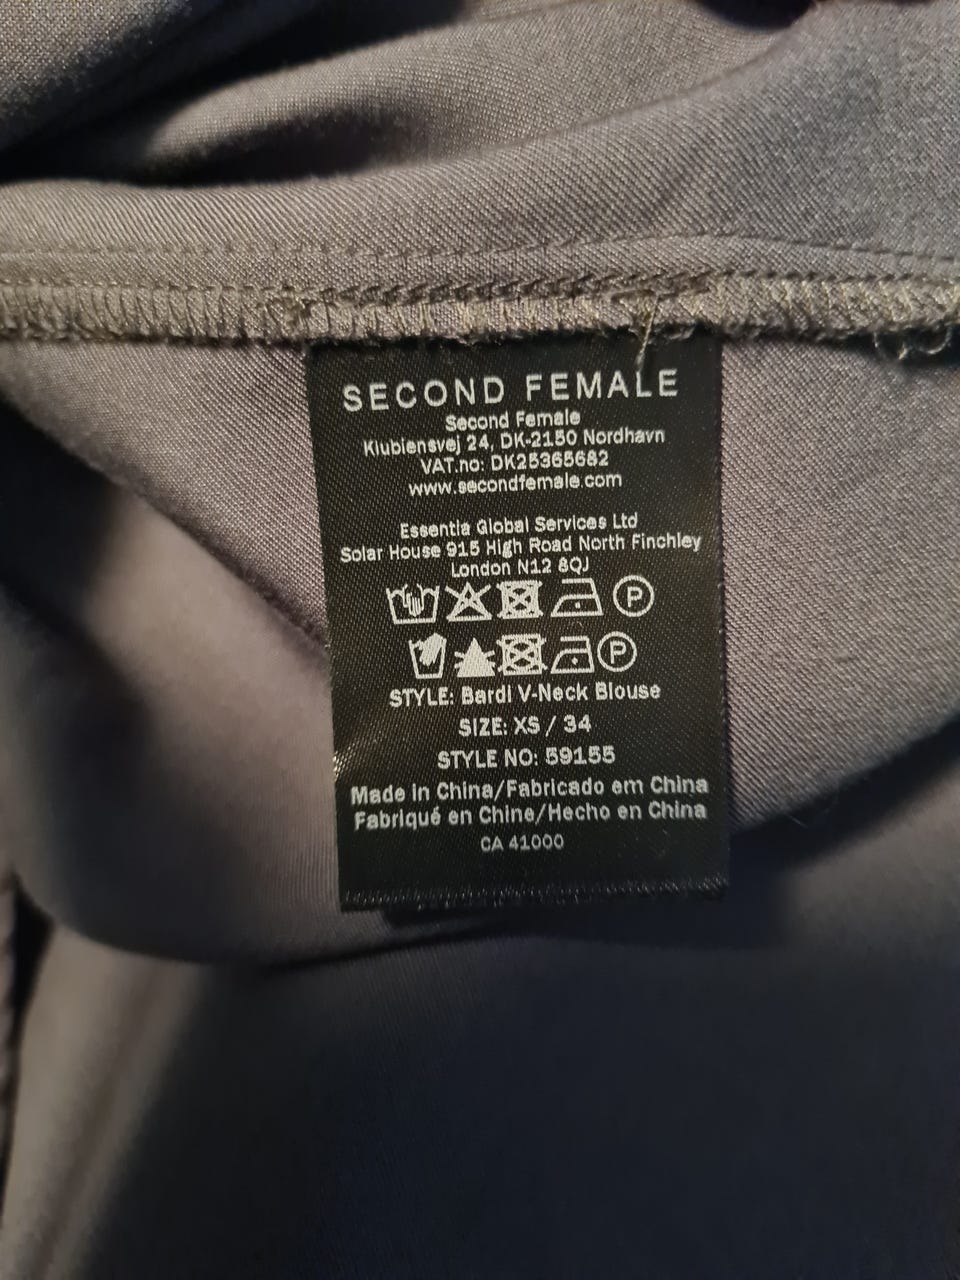 SECOND FEMALE
Second Female
Klubiensvej 24, DK-2150 Nordhavn
VAT.no: DK25365682
www.secondfemale.com
Essentia Global Services Ltd
Solar House 915 High Road North Finchley
London N12 8QJ
P
P
STYLE: Bardi V-Neck Blouse
SIZE: XS / 34
STYLE NO: 59155
Made in China/Fabricado em China
Fabriqué en Chine/Hecho en China
CA 41000